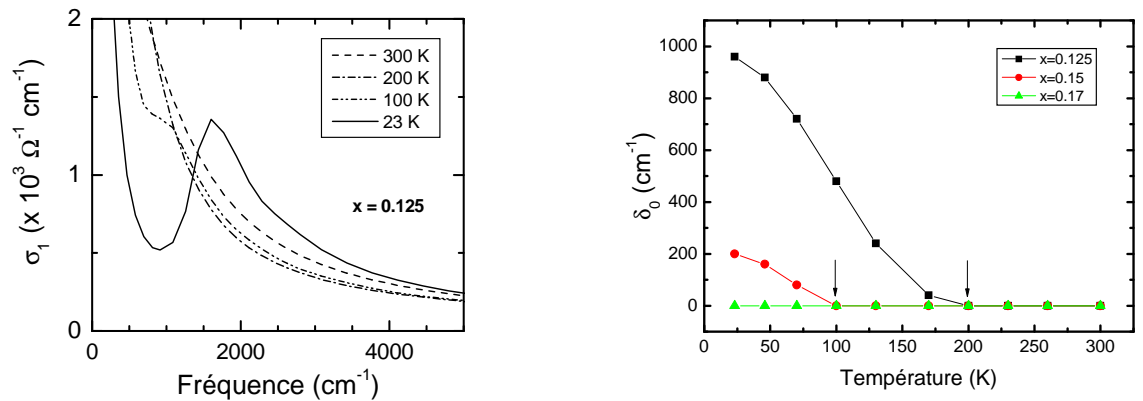 2
1
0
0
2000
4000
σ1 (x 10³ Ω⁻¹ cm⁻¹)
Fréquence (cm⁻¹)
300 K
200 K
100 K
23 K
x = 0.125
1000
800
600
400
200
0
0
50
100
150
200
250
300
δ0 (cm⁻¹)
Température (K)
x=0.125
x=0.15
x=0.17